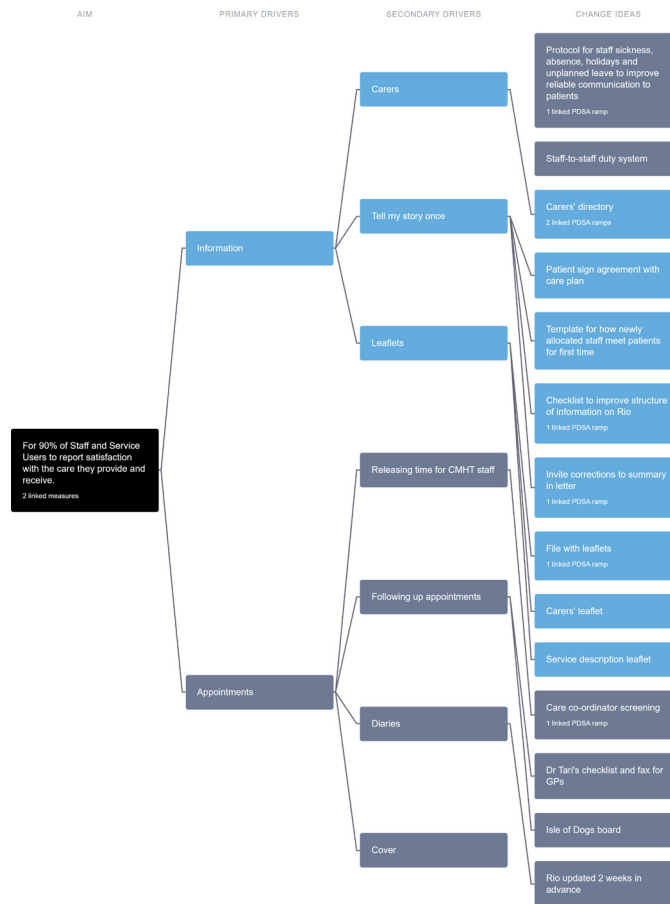 AIM
PRIMARY DRIVERS
SECONDARY DRIVERS
CHANGE IDEAS
For 90% of Staff and Service
Users to report satisfaction
with the care they provide and
receive.
2 linked measures
Information
Appointments
Carers
Tell my story once
Leaflets
Releasing time for CMHT staff
Following up appointments
Diaries
Cover
Protocol for staff sickness,
absence, holidays and
unplanned leave to improve
reliable communication to
patients
1 linked PDSA ramp
Staff-to-staff duty system
Carers' directory
2 linked PDSA ramps
Patient sign agreement with
care plan
Template for how newly
allocated staff meet patients
for first time
Checklist to improve structure
of information on Rio
1 linked PDSA ramp
Invite corrections to summary
in letter
1 linked PDSA ramp
File with leaflets
1 linked PDSA ramp
Carers' leaflet
Service description leaflet
Care co-ordinator screening
1 linked PDSA ramp
Dr Tari's checklist and fax for
GPs
Isle of Dogs board
Rio updated 2 weeks in
advance